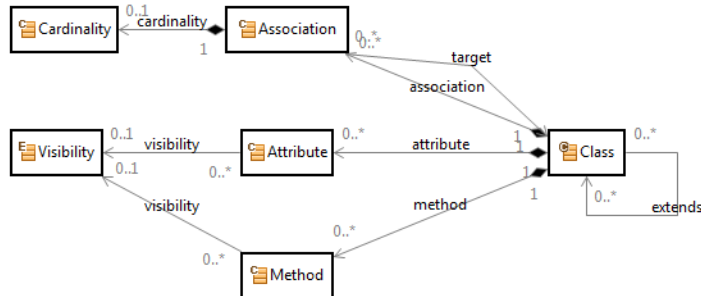 0..1
cardinality
C Cardinality
1
C Association
0..*
0..*
target
association
1
E Visibility
0..1
visibility
0..*
C Attribute
0..*
attribute
1
C Class
0..*
0..*
extends
0..1
visibility
0..*
C Method
0..*
method
1
1